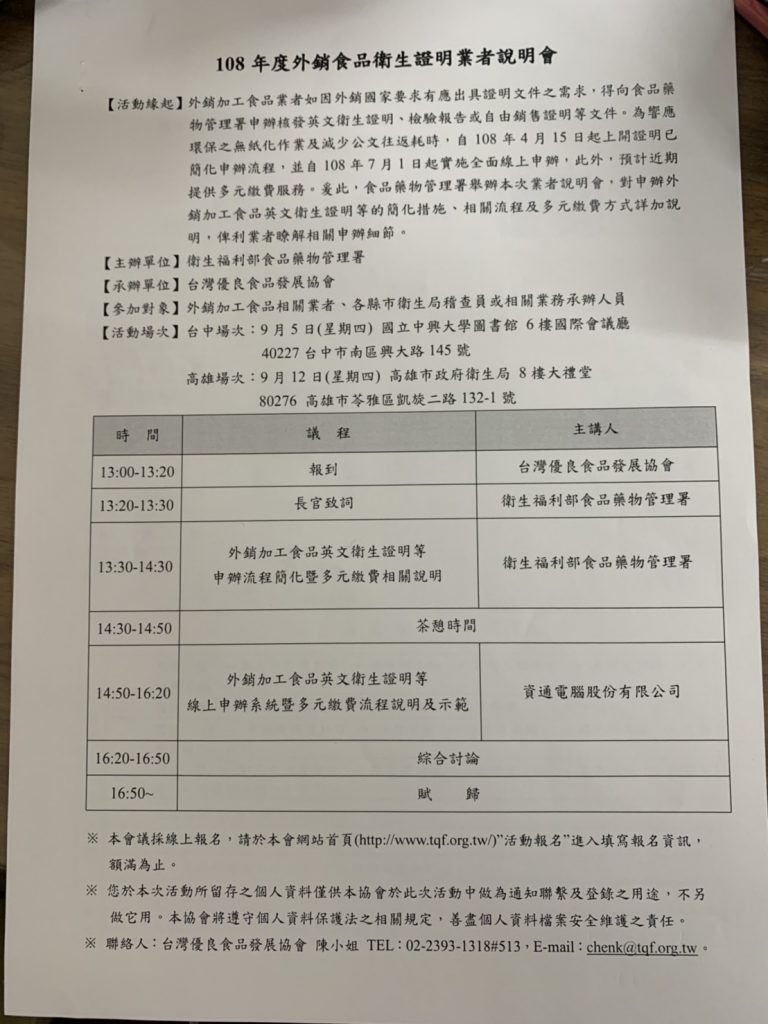 108 年度外銷食品衛生證明業者說明會
【活動緣起】外銷加工食品業者如因外銷國家要求有應出具證明文件之需求，得向食品藥
物管理署申辦核發英文衛生證明、檢驗報告或自由銷售證明等文件。為響應
環保之無紙化作業及減少公文往返耗時，自 108 年 4 月 15 日起上開證明已
簡化申辦流程，並自 108 年 7 月 1 日起實施全面線上申辦，此外，預計近期
提供多元繳費服務。爰此，食品藥物管理署舉辦本次業者說明會，對申辦外
銷加工食品英文衛生證明等的簡化措施、相關流程及多元繳費方式詳加說
明，俾利業者瞭解相關申辦細節。
【主辦單位】衛生福利部食品藥物管理署
【承辦單位】台灣優良食品發展協會
【參加對象】外銷加工食品相關業者、各縣市衛生局稽查員或相關業務承辦人員
【活動場次】台中場次：9 月 5 日(星期四) 國立中興大學圖書館 6 樓國際會議廳
40227 台中市南區興大路 145 號
高雄場次：9 月 12 日(星期四) 高雄市政府衛生局 8 樓大禮堂
80276 高雄市苓雅區凱旋二路 132-1 號
時 間 議 程 主講人
13:00-13:20 報到 台灣優良食品發展協會
13:20-13:30 長官致詞 衛生福利部食品藥物管理署
外銷加工食品英文衛生證明等
13:30-14:30 申辦流程簡化暨多元繳費相關說明 衛生福利部食品藥物管理署
14:30-14:50 茶憩時間
外銷加工食品英文衛生證明等
14:50-16:20 線上申辦系統暨多元繳費流程說明及示範 資通電腦股份有限公司
16:20-16:50 綜合討論
16:50~ 賦 歸
※ 本會議採線上報名，請於本會網站首頁(http://www.tqf.org.tw/)”活動報名”進入填寫報名資訊，
額滿為止。
※ 您於本次活動所留存之個人資料僅供本協會於此次活動中做為通知聯繫及登錄之用途，不另
做它用。本協會將遵守個人資料保護法之相關規定，善盡個人資料檔案安全維護之責任。
※ 聯絡人：台灣優良食品發展協會 陳小姐 TEL：02-2393-1318#513，E-mail：chenk@tqf.org.tw。